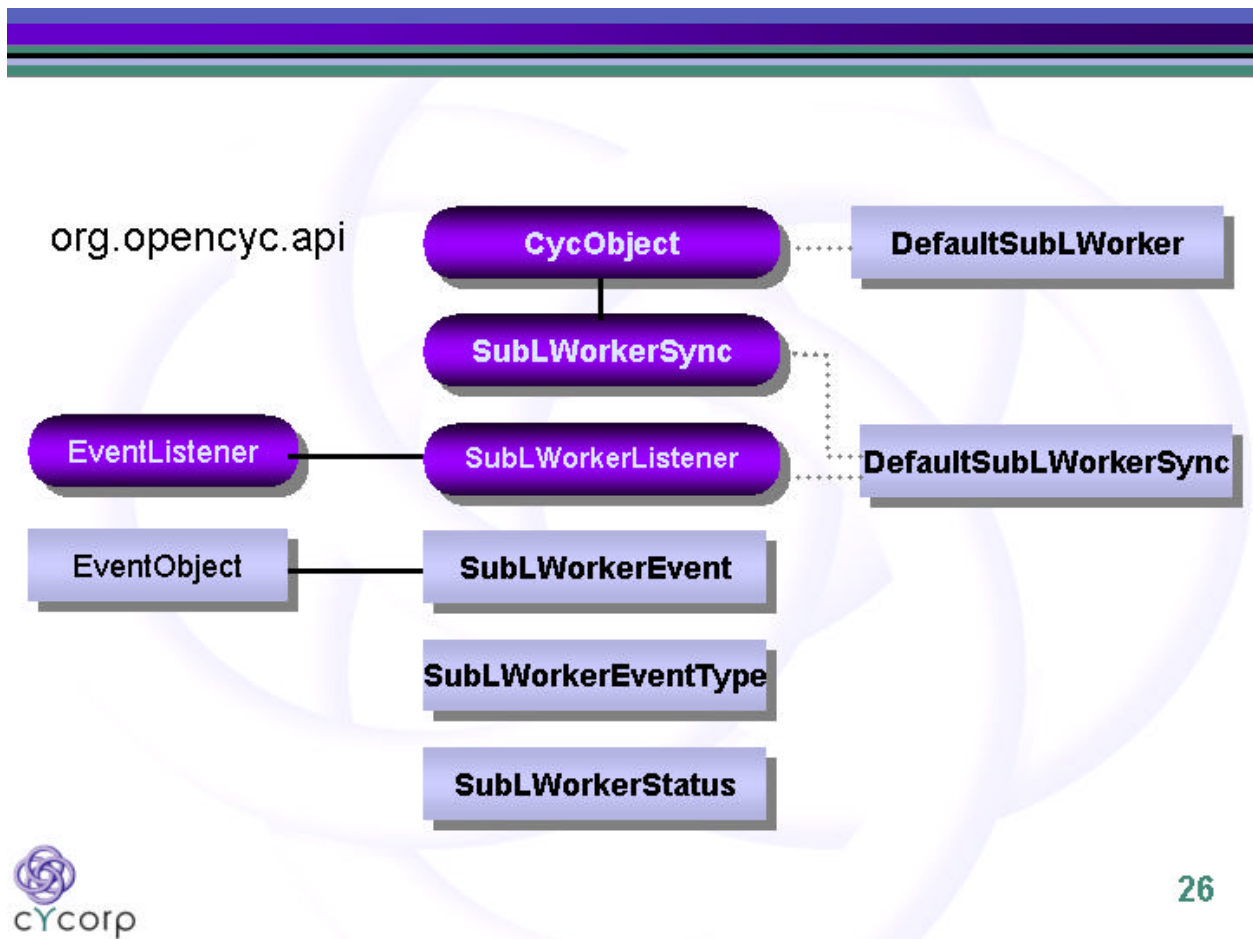 org.opencyc.api
CycObject
DefaultSubLWorker
SubLWorkerSync
EventListener
SubLWorkerListener
DefaultSubLWorkerSync
EventObject
SubLWorkerEvent
SubLWorkerEventType
SubLWorkerStatus
cYcorp
26